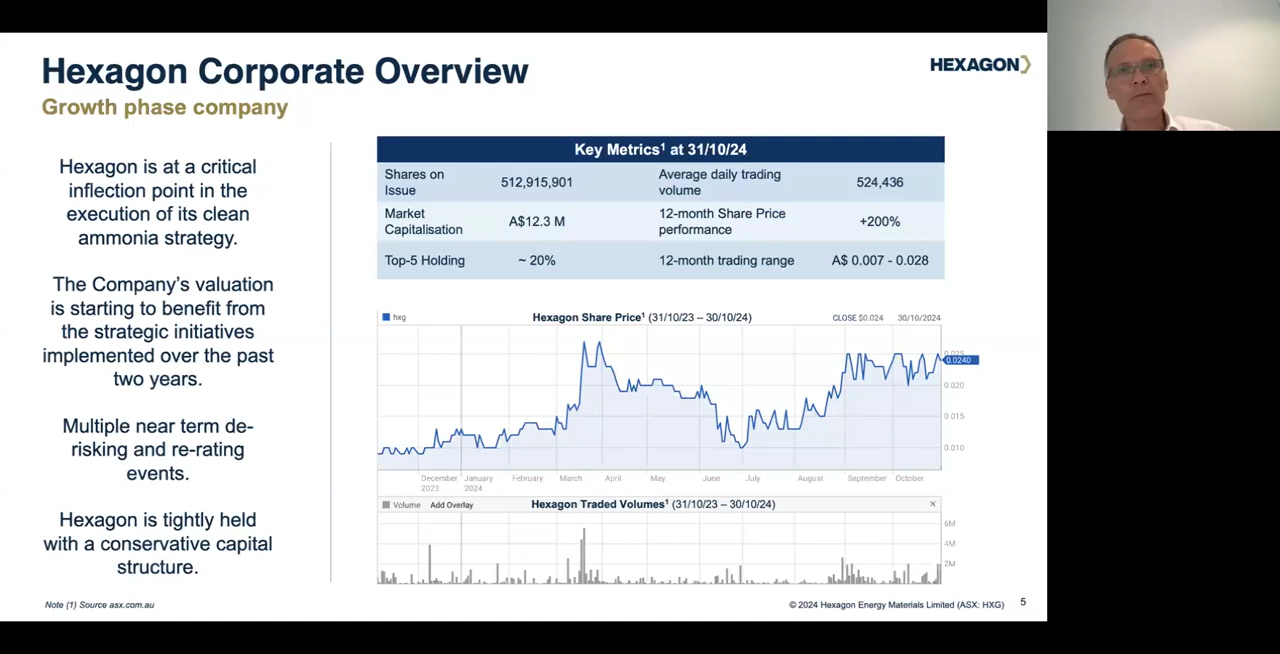 Hexagon Corporate Overview
HEXAGON
Growth phase company
Hexagon is at a critical
inflection point in the
execution of its clean
ammonia strategy.
The Company's valuation
is starting to benefit from
the strategic initiatives
implemented over the past
two years.
Multiple near term de-
risking and re-rating
events.
Hexagon is tightly held
with a conservative capital
structure.
Key Metrics¹ at 31/10/24
Shares on
Issue
512,915,901
Average daily trading
volume
524,436
Market
Capitalisation
A$12.3 M
12-month Share Price
performance
+200%
Top-5 Holding
~ 20%
12-month trading range
A$ 0.007 - 0.028
hxg
Hexagon Share Price¹ (31/10/23 – 30/10/24)
CLOSE $0.024 30/10/2024
0.025
0.0240
0.020
0.015
0.010
December January February March April May June July August September October
2023 2024
Volume Add Overlay
Hexagon Traded Volumes¹ (31/10/23 – 30/10/24)
×
6M
4M
2M
Note (1) Source asx.com.au
© 2024 Hexagon Energy Materials Limited (ASX: HXG)
5